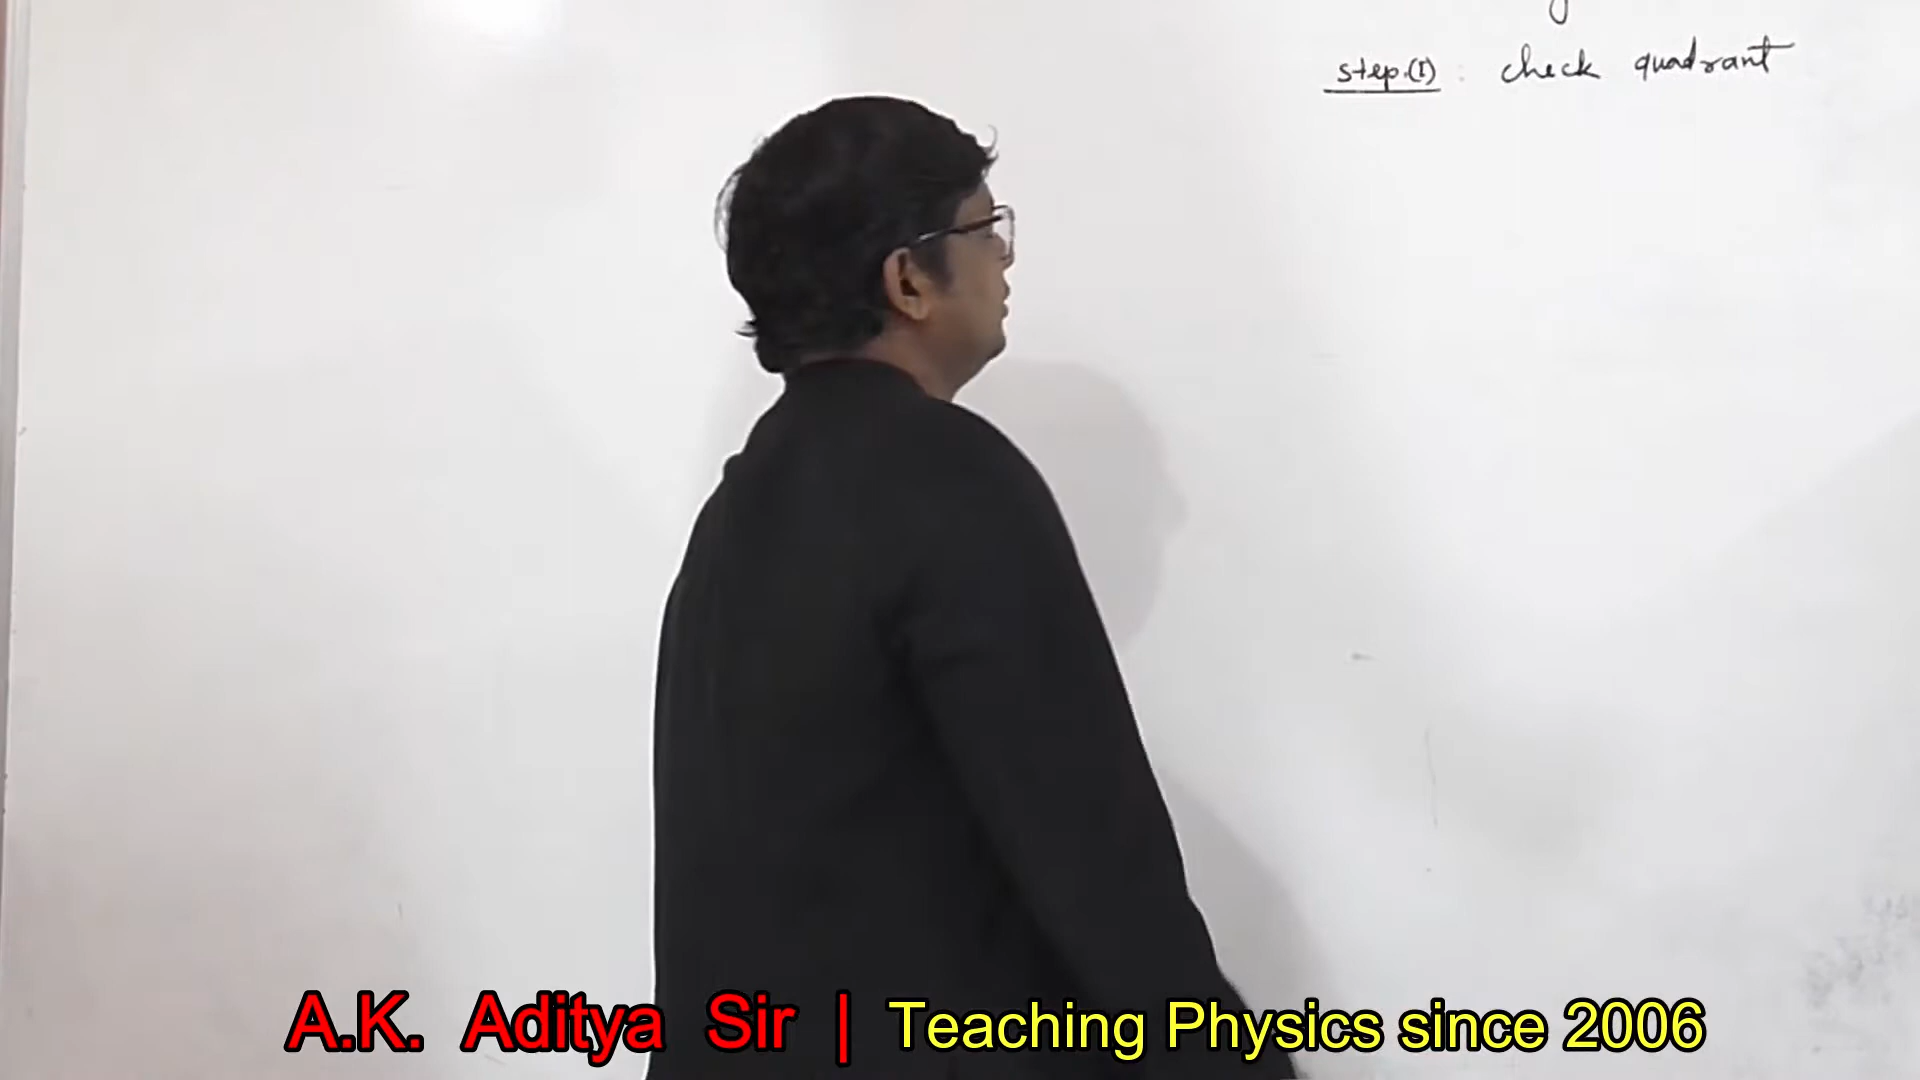 step.(I) : check quadrant
A.K. Aditya Sir | Teaching Physics since 2006